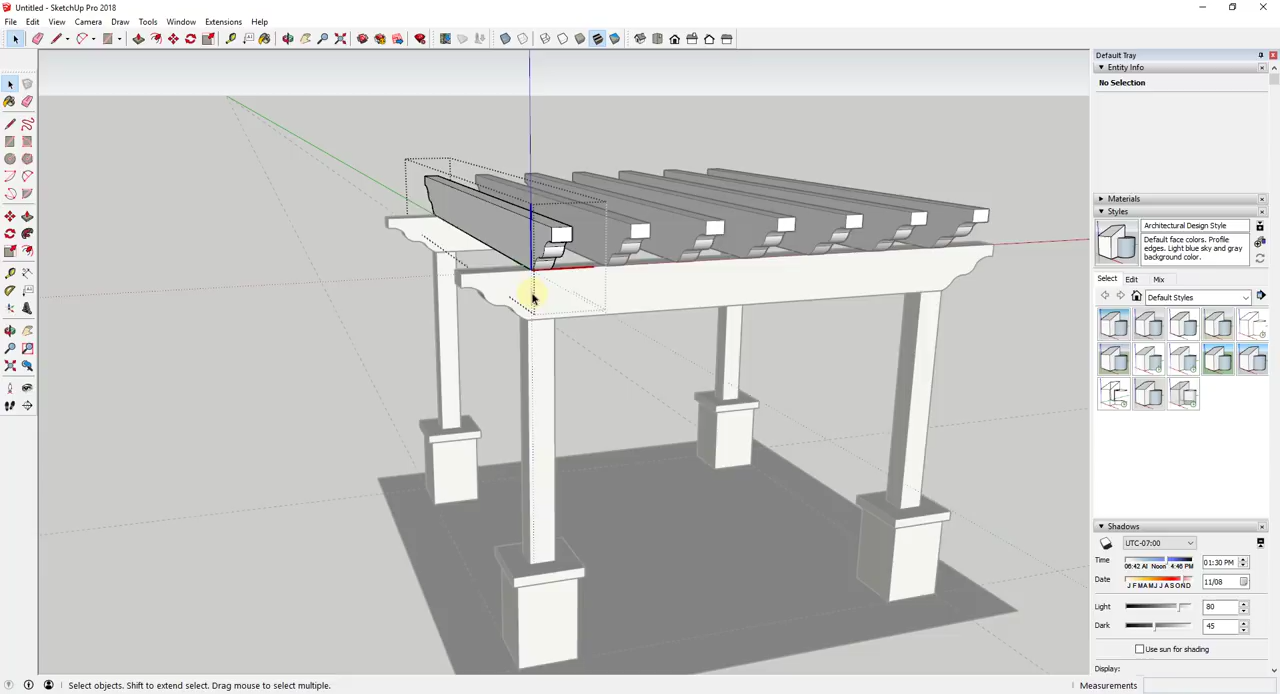 Untitled - SketchUp Pro 2018
File Edit View Camera Draw Tools Window Extensions Help
Default Tray
Entity Info
No Selection
Materials
Styles
Architectural Design Style
Default face colors. Profile
edges. Light blue sky and gray
background color.
Select Edit Mix
Default Styles
Shadows
UTC-07:00
Time
06:42 AM Noon 4:46 PM
01:30 PM
Date
J F M A M J J A S O N D
11/08
Light
80
Dark
45
Use sun for shading
Display:
Select objects. Shift to extend select. Drag mouse to select multiple.
Measurements